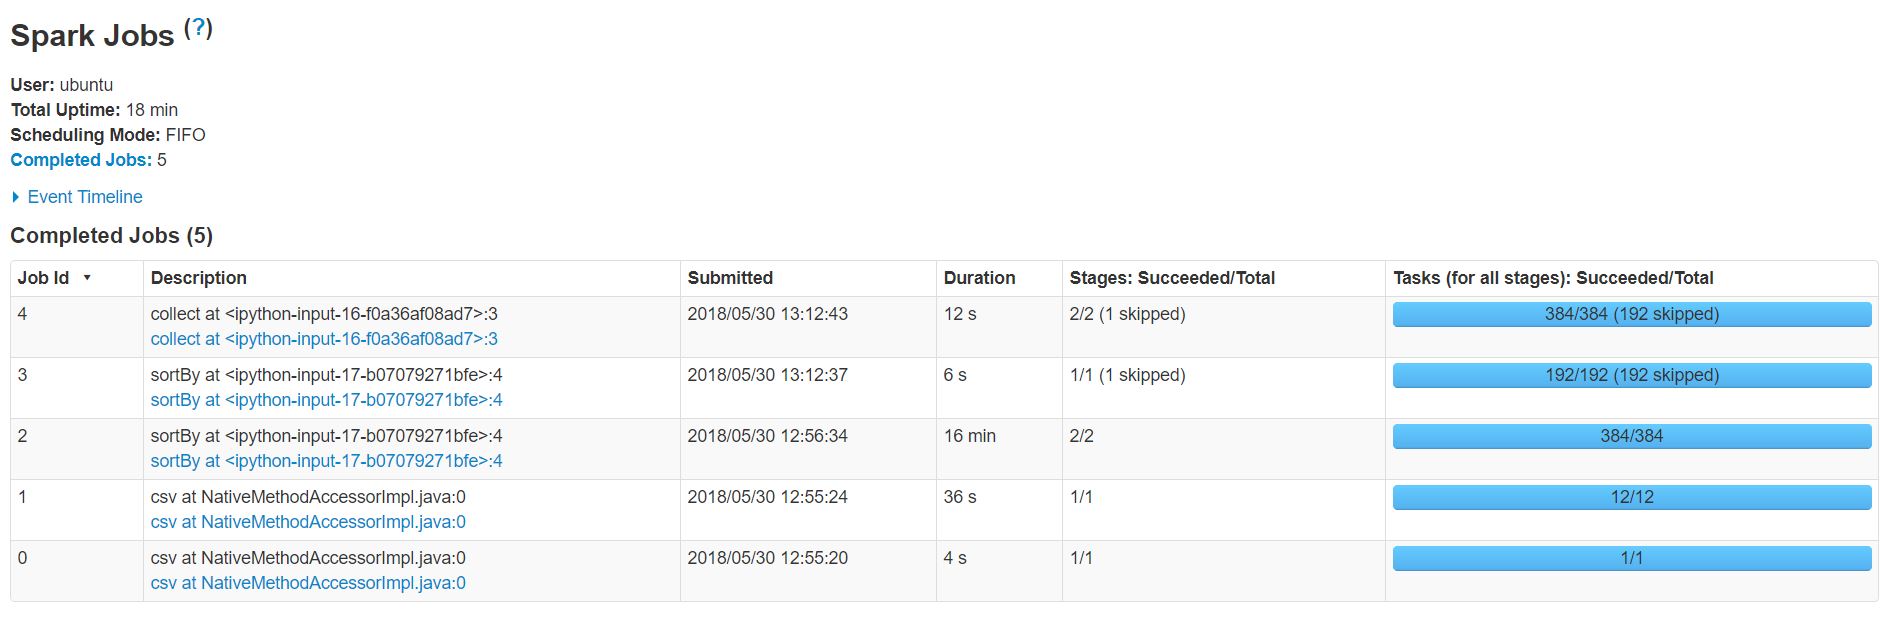 Spark Jobs (?)
User: ubuntu
Total Uptime: 18 min
Scheduling Mode: FIFO
Completed Jobs: 5
Event Timeline
Completed Jobs (5)
Job Id ▾ Description Submitted Duration Stages: Succeeded/Total Tasks (for all stages): Succeeded/Total
4 collect at <ipython-input-16-f0a36af08ad7>:3 2018/05/30 13:12:43 12 s 2/2 (1 skipped) 384/384 (192 skipped)
collect at <ipython-input-16-f0a36af08ad7>:3
3 sortBy at <ipython-input-17-b07079271bfe>:4 2018/05/30 13:12:37 6 s 1/1 (1 skipped) 192/192 (192 skipped)
sortBy at <ipython-input-17-b07079271bfe>:4
2 sortBy at <ipython-input-17-b07079271bfe>:4 2018/05/30 12:56:34 16 min 2/2 384/384
sortBy at <ipython-input-17-b07079271bfe>:4
1 csv at NativeMethodAccessorImpl.java:0 2018/05/30 12:55:24 36 s 1/1 12/12
csv at NativeMethodAccessorImpl.java:0
0 csv at NativeMethodAccessorImpl.java:0 2018/05/30 12:55:20 4 s 1/1 1/1
csv at NativeMethodAccessorImpl.java:0